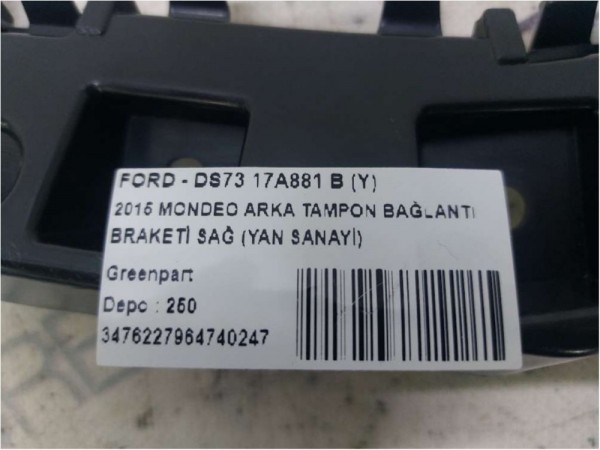 FORD - DS73 17A881 B (Y)
2015 MONDEO ARKA TAMPON BAĞLANTI
BRAKETİ SAĞ (YAN SANAYİ)
Greenpart
Depo : 250
3476227964740247